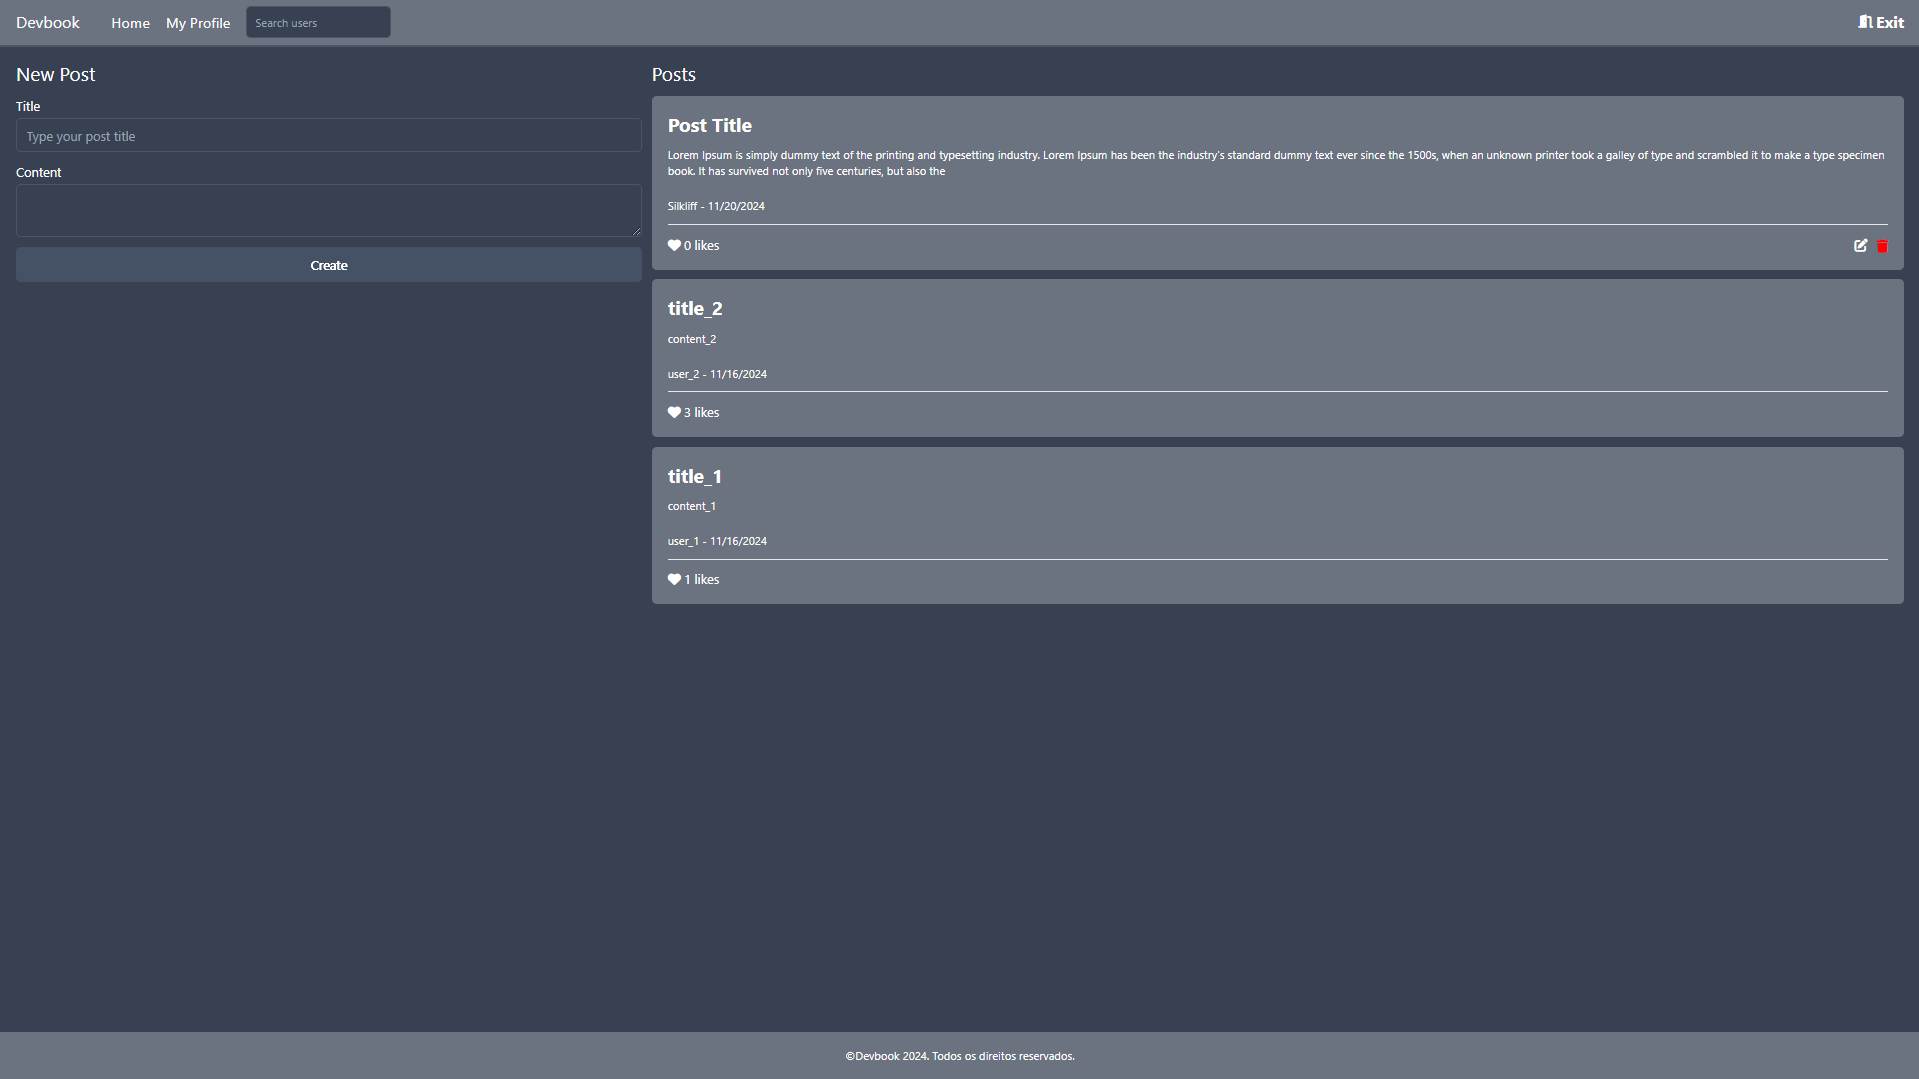 Devbook Home My Profile Search users Exit
New Post
Title
Type your post title
Content
Create
Posts
Post Title
Lorem Ipsum is simply dummy text of the printing and typesetting industry. Lorem Ipsum has been the industry's standard dummy text ever since the 1500s, when an unknown printer took a galley of type and scrambled it to make a type specimen
book. It has survived not only five centuries, but also the
Silkliff - 11/20/2024
0 likes
title_2
content_2
user_2 - 11/16/2024
3 likes
title_1
content_1
user_1 - 11/16/2024
1 likes
©Devbook 2024. Todos os direitos reservados.